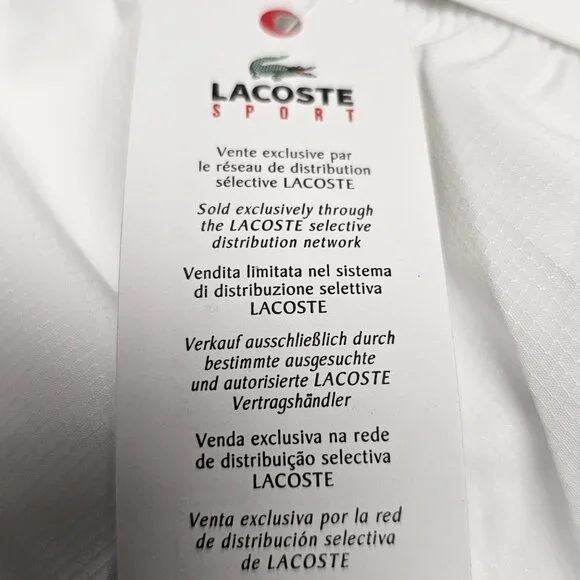 LACOSTE
SPORT
Vente exclusive par
le réseau de distribution
sélective LACOSTE
Sold exclusively through
the LACOSTE selective
distribution network
Vendita limitata nel sistema
di distribuzione selettiva
LACOSTE
Verkauf ausschließlich durch
bestimmte ausgesuchte
und autorisierte LACOSTE
Vertragshändler
Venda exclusiva na rede
de distribuição selectiva
LACOSTE
Venta exclusiva por la red
de distribución selectiva
de LACOSTE